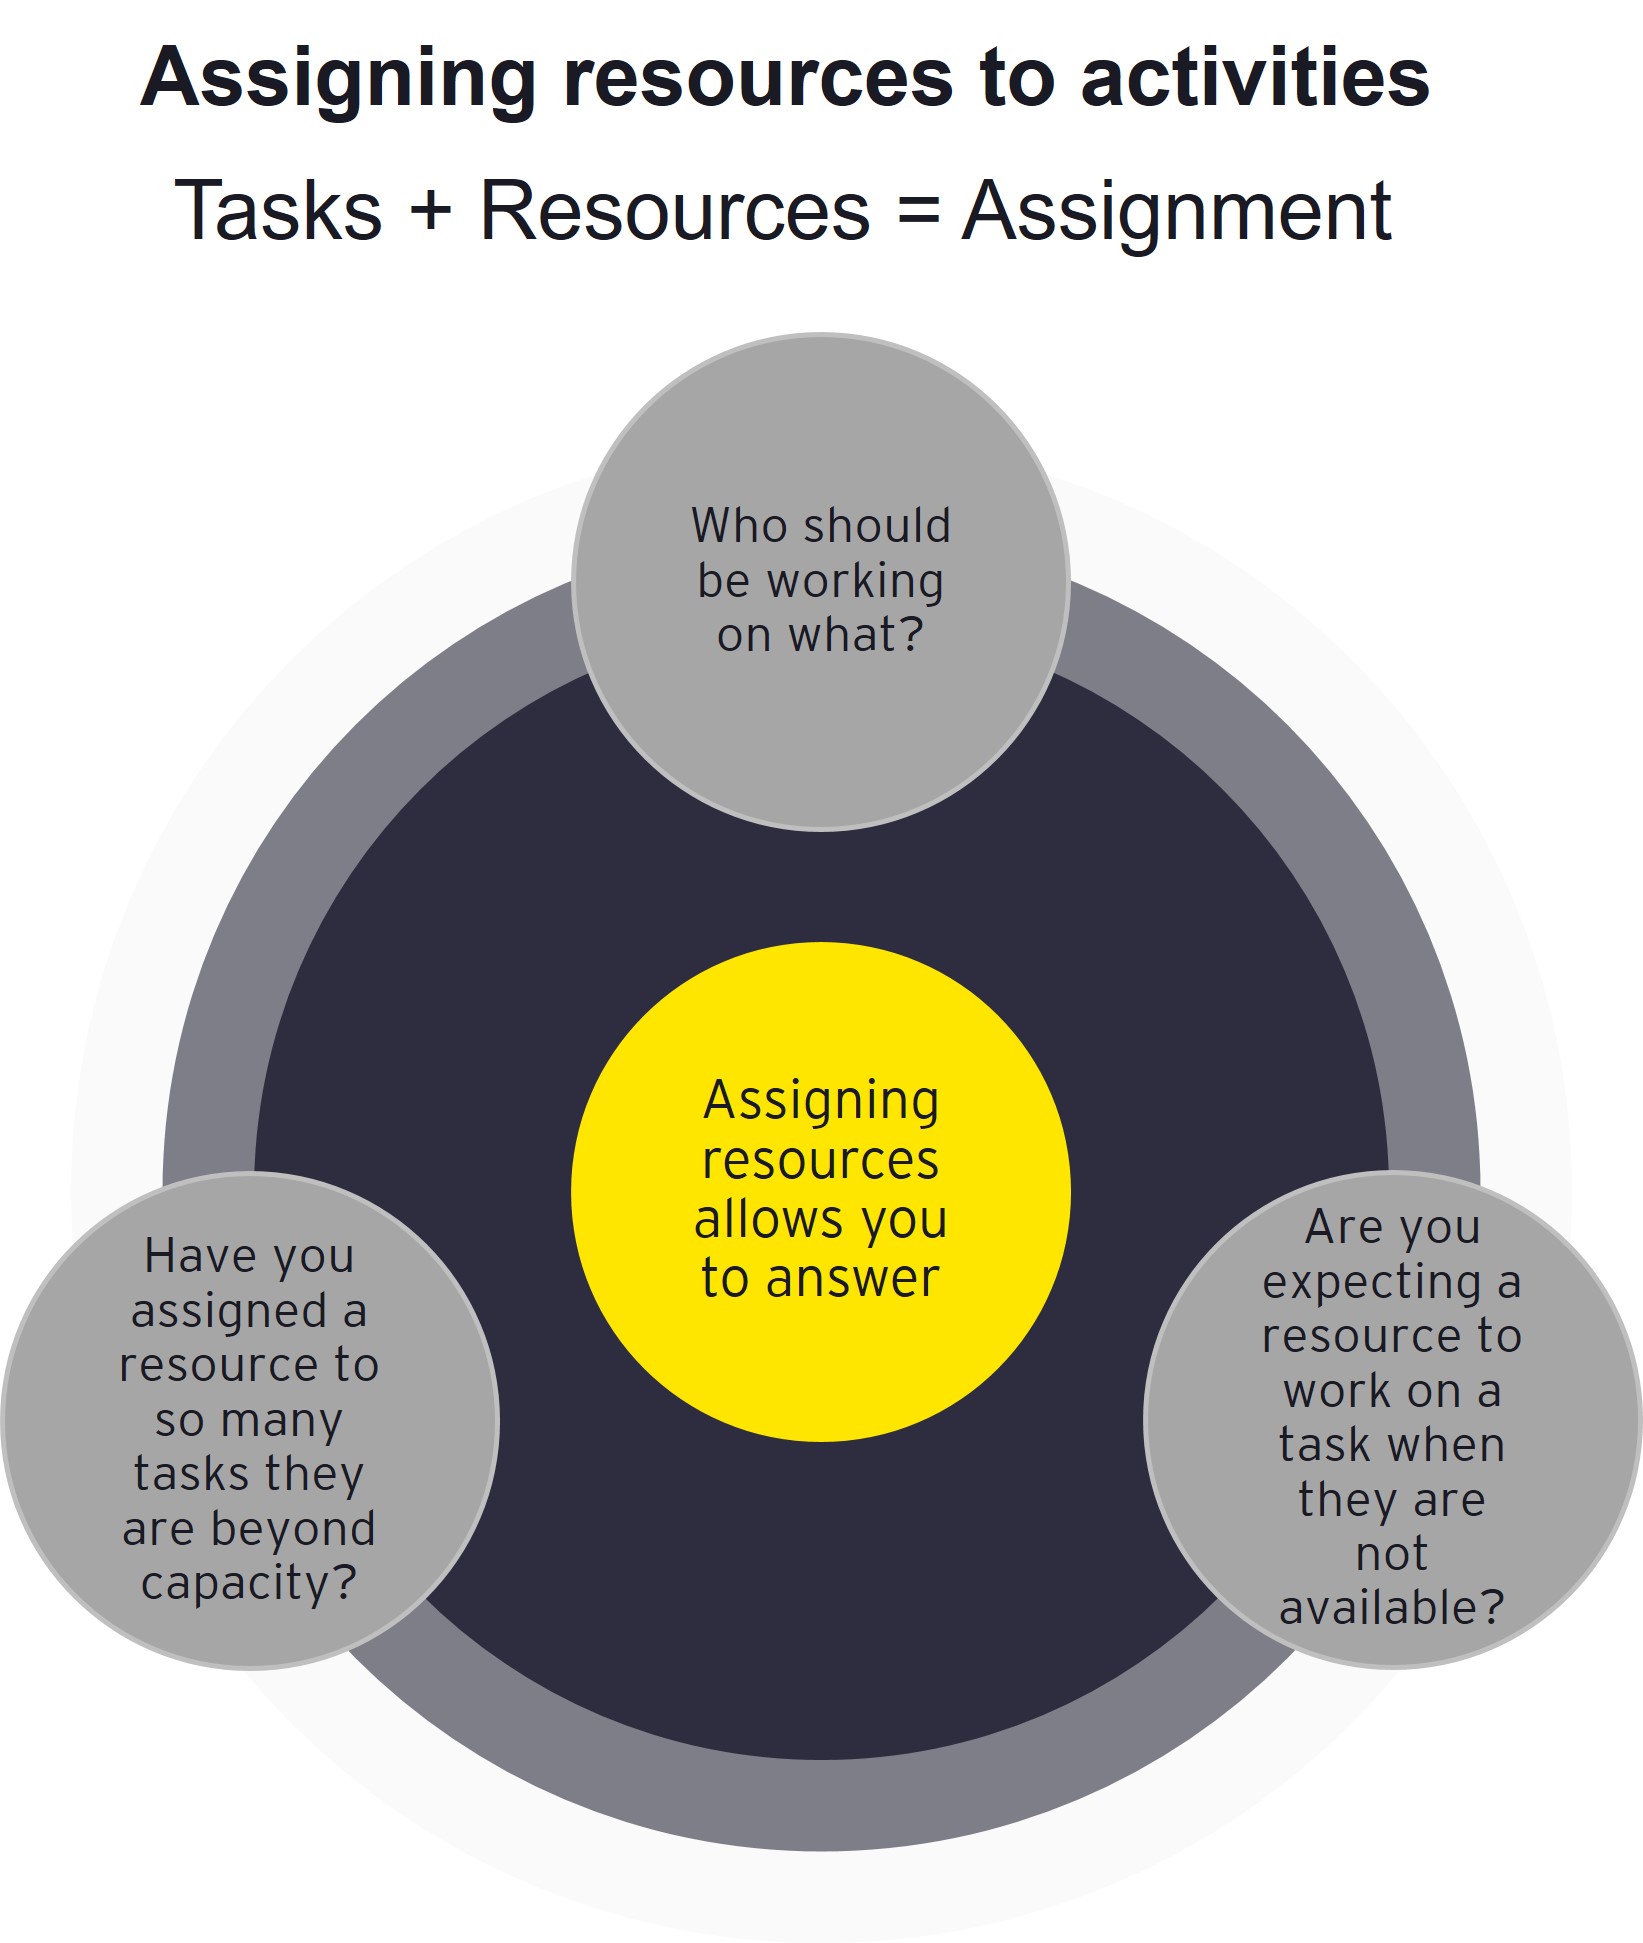 Assigning resources to activities
Tasks + Resources = Assignment
Who should
be working
on what?
Assigning
resources
allows you
to answer
Have you
assigned a
resource to
so many
tasks they
are beyond
capacity?
Are you
expecting a
resource to
work on a
task when
they are
not
available?